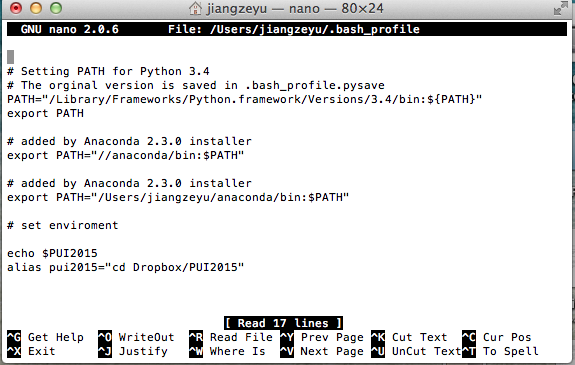 jiangzeyu — nano — 80×24
GNU nano 2.0.6 File: /Users/jiangzeyu/.bash_profile
# Setting PATH for Python 3.4
# The orginal version is saved in .bash_profile.pysave
PATH="/Library/Frameworks/Python.framework/Versions/3.4/bin:${PATH}"
export PATH
# added by Anaconda 2.3.0 installer
export PATH="//anaconda/bin:$PATH"
# added by Anaconda 2.3.0 installer
export PATH="/Users/jiangzeyu/anaconda/bin:$PATH"
# set enviroment
echo $PUI2015
alias pui2015="cd Dropbox/PUI2015"
[ Read 17 lines ]
^G Get Help ^O WriteOut ^R Read File ^Y Prev Page ^K Cut Text ^C Cur Pos
^X Exit ^J Justify ^W Where Is ^V Next Page ^U UnCut Text ^T To Spell